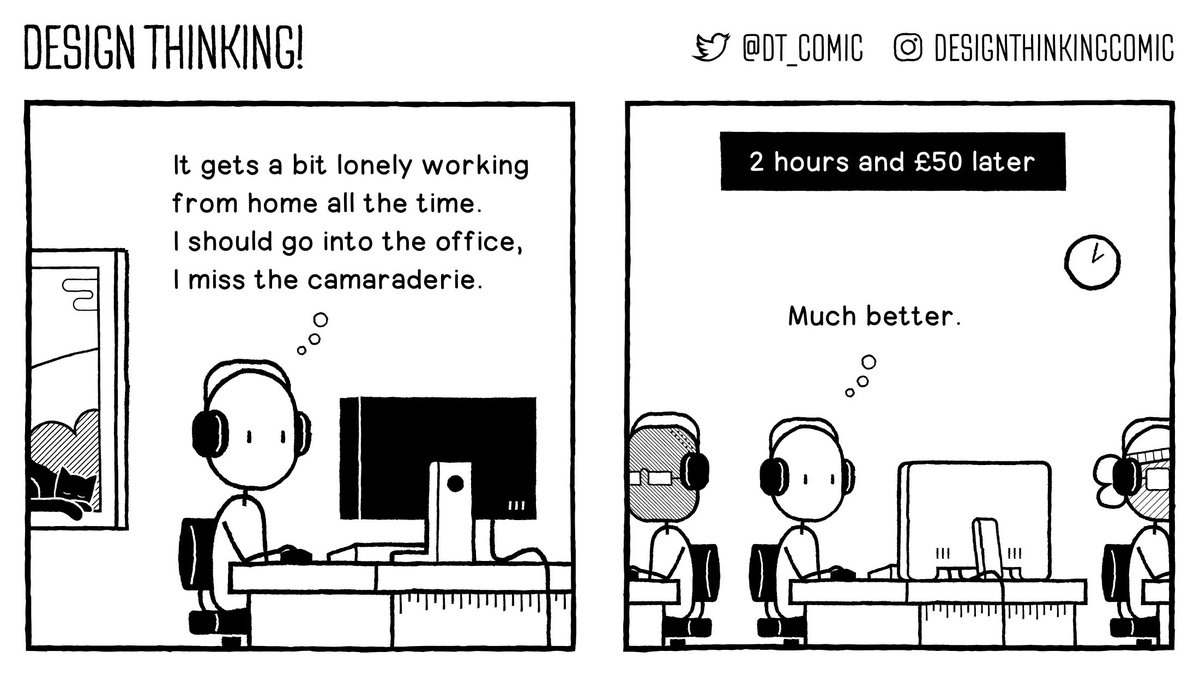 DESIGN THINKING!
@DT_COMIC
DESIGNTHINKINGCOMIC
It gets a bit lonely working
from home all the time.
I should go into the office,
I miss the camaraderie.
2 hours and £50 later
Much better.